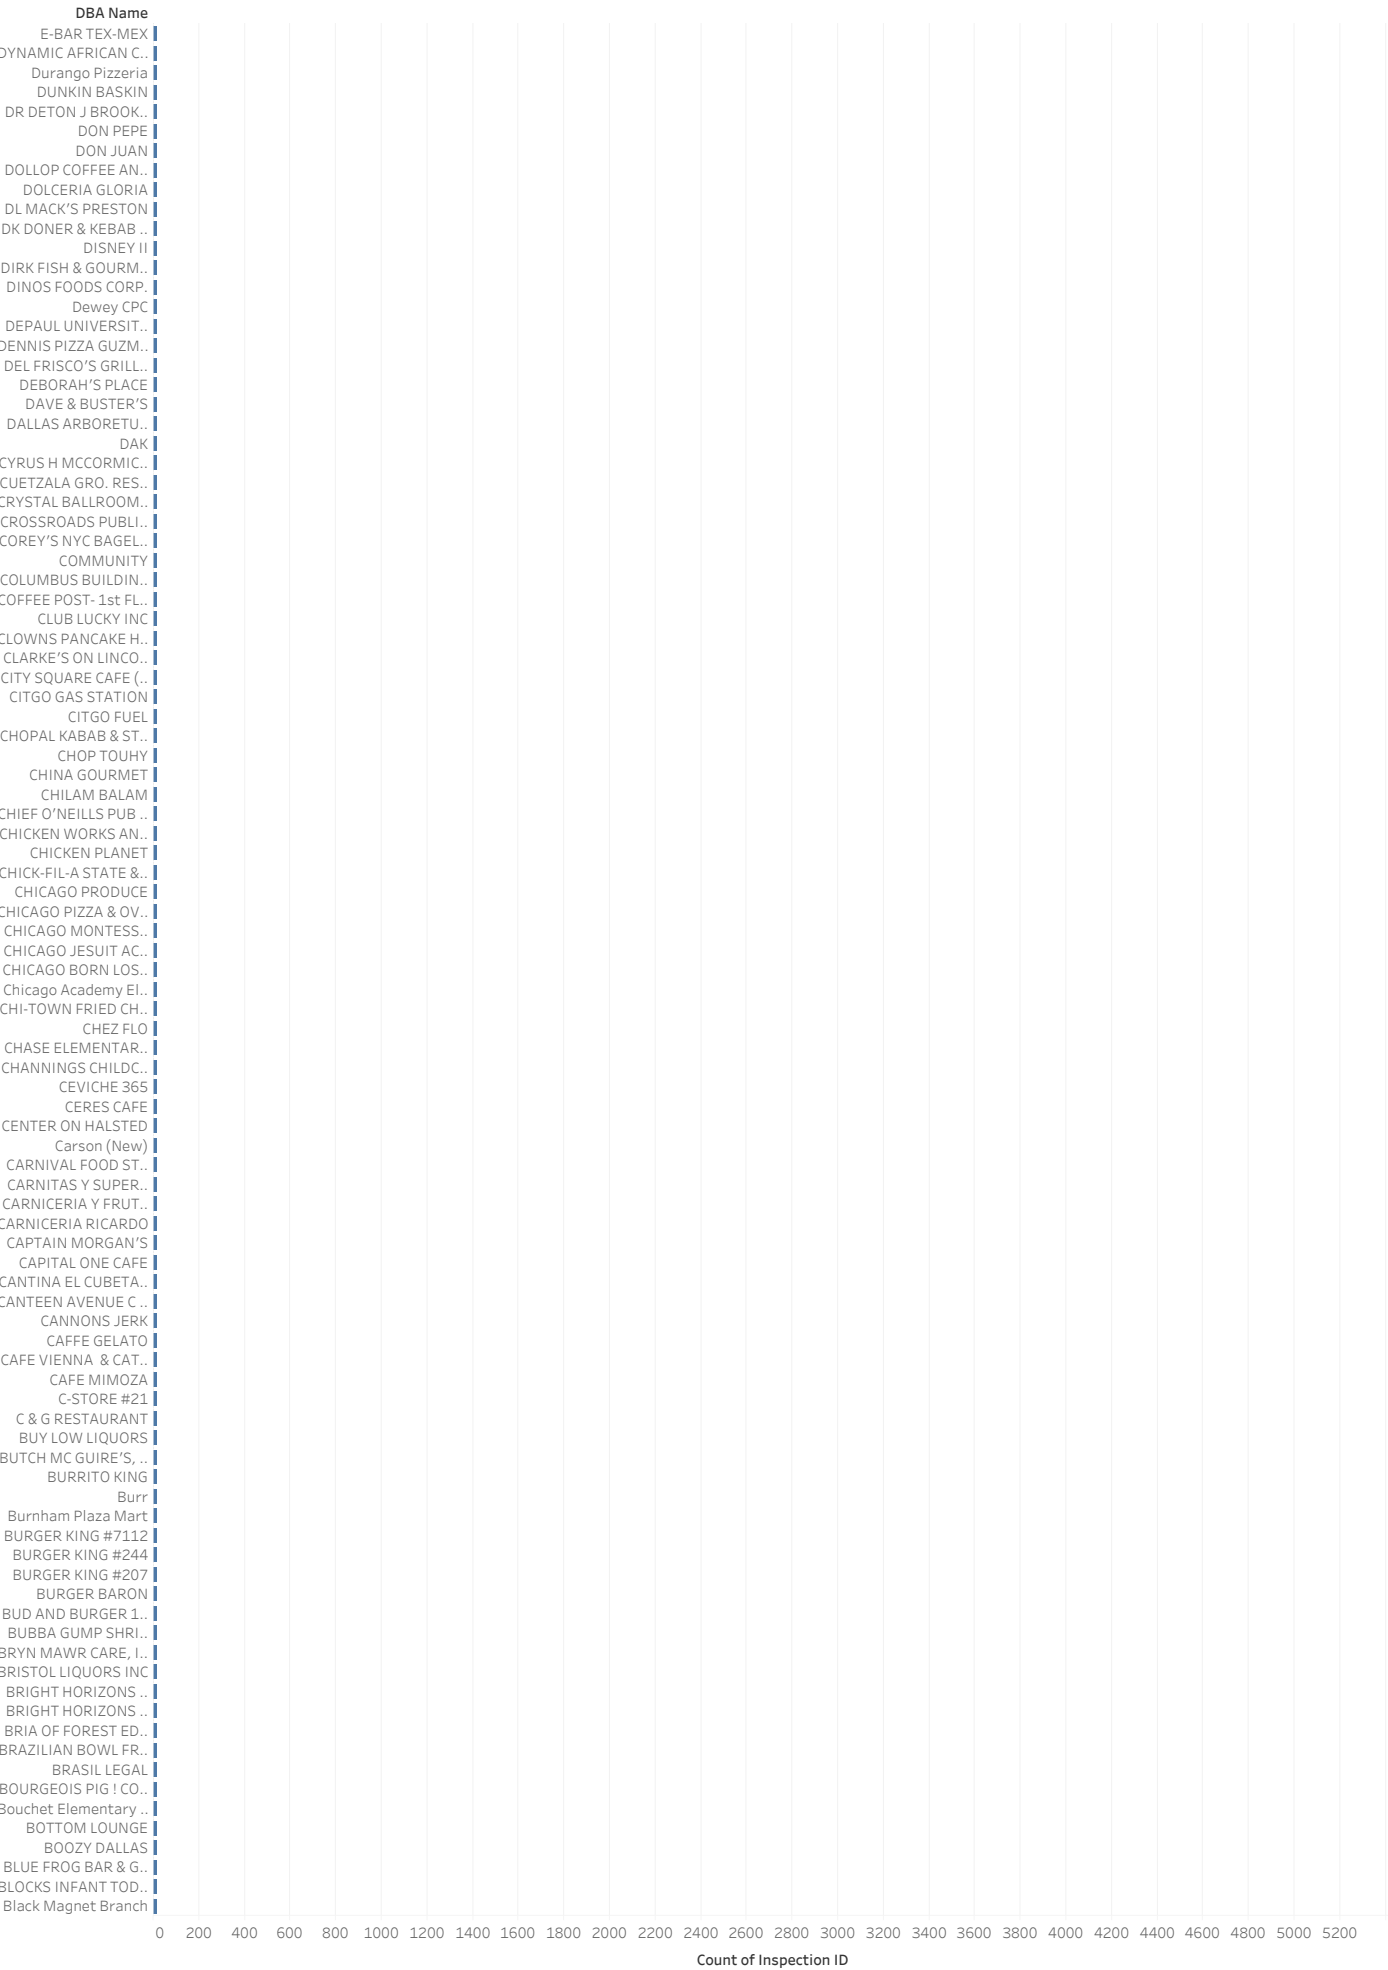 DBA Name
E-BAR TEX-MEX
DYNAMIC AFRICAN C..
Durango Pizzeria
DUNKIN BASKIN
DR DETON J BROOK..
DON PEPE
DON JUAN
DOLLOP COFFEE AN..
DOLCERIA GLORIA
DL MACK'S PRESTON
DK DONER & KEBAB ..
DISNEY II
DIRK FISH & GOURM..
DINOS FOODS CORP.
Dewey CPC
DEPAUL UNIVERSIT..
DENNIS PIZZA GUZM..
DEL FRISCO'S GRILL..
DEBORAH'S PLACE
DAVE & BUSTER'S
DALLAS ARBORETU..
DAK
CYRUS H MCCORMIC..
CUETZALA GRO. RES..
CRYSTAL BALLROOM..
CROSSROADS PUBLI..
COREY'S NYC BAGEL..
COMMUNITY
COLUMBUS BUILDIN..
COFFEE POST- 1st FL..
CLUB LUCKY INC
CLOWNS PANCAKE H..
CLARKE'S ON LINCO..
CITY SQUARE CAFE (..
CITGO GAS STATION
CITGO FUEL
CHOPAL KABAB & ST..
CHOP TOUHY
CHINA GOURMET
CHILAM BALAM
CHIEF O'NEILLS PUB ..
CHICKEN WORKS AN..
CHICKEN PLANET
CHICK-FIL-A STATE &..
CHICAGO PRODUCE
CHICAGO PIZZA & OV..
CHICAGO MONTESS..
CHICAGO JESUIT AC..
CHICAGO BORN LOS..
Chicago Academy El..
CHI-TOWN FRIED CH..
CHEZ FLO
CHASE ELEMENTAR..
CHANNINGS CHILDC..
CEVICHE 365
CERES CAFE
CENTER ON HALSTED
Carson (New)
CARNIVAL FOOD ST..
CARNITAS Y SUPER..
CARNICERIA Y FRUT..
CARNICERIA RICARDO
CAPTAIN MORGAN'S
CAPITAL ONE CAFE
CANTINA EL CUBETA..
CANTEEN AVENUE C ..
CANNONS JERK
CAFFE GELATO
CAFE VIENNA  & CAT..
CAFE MIMOZA
C-STORE #21
C & G RESTAURANT
BUY LOW LIQUORS
BUTCH MC GUIRE'S, ..
BURRITO KING
Burr
Burnham Plaza Mart
BURGER KING #7112
BURGER KING #244
BURGER KING #207
BURGER BARON
BUD AND BURGER 1..
BUBBA GUMP SHRI..
BRYN MAWR CARE, I..
BRISTOL LIQUORS INC
BRIGHT HORIZONS ..
BRIGHT HORIZONS ..
BRIA OF FOREST ED..
BRAZILIAN BOWL FR..
BRASIL LEGAL
BOURGEOIS PIG ! CO..
Bouchet Elementary ..
BOTTOM LOUNGE
BOOZY DALLAS
BLUE FROG BAR & G..
BLOCKS INFANT TOD..
Black Magnet Branch
0 200 400 600 800 1000 1200 1400 1600 1800 2000 2200 2400 2600 2800 3000 3200 3400 3600 3800 4000 4200 4400 4600 4800 5000 5200
Count of Inspection ID